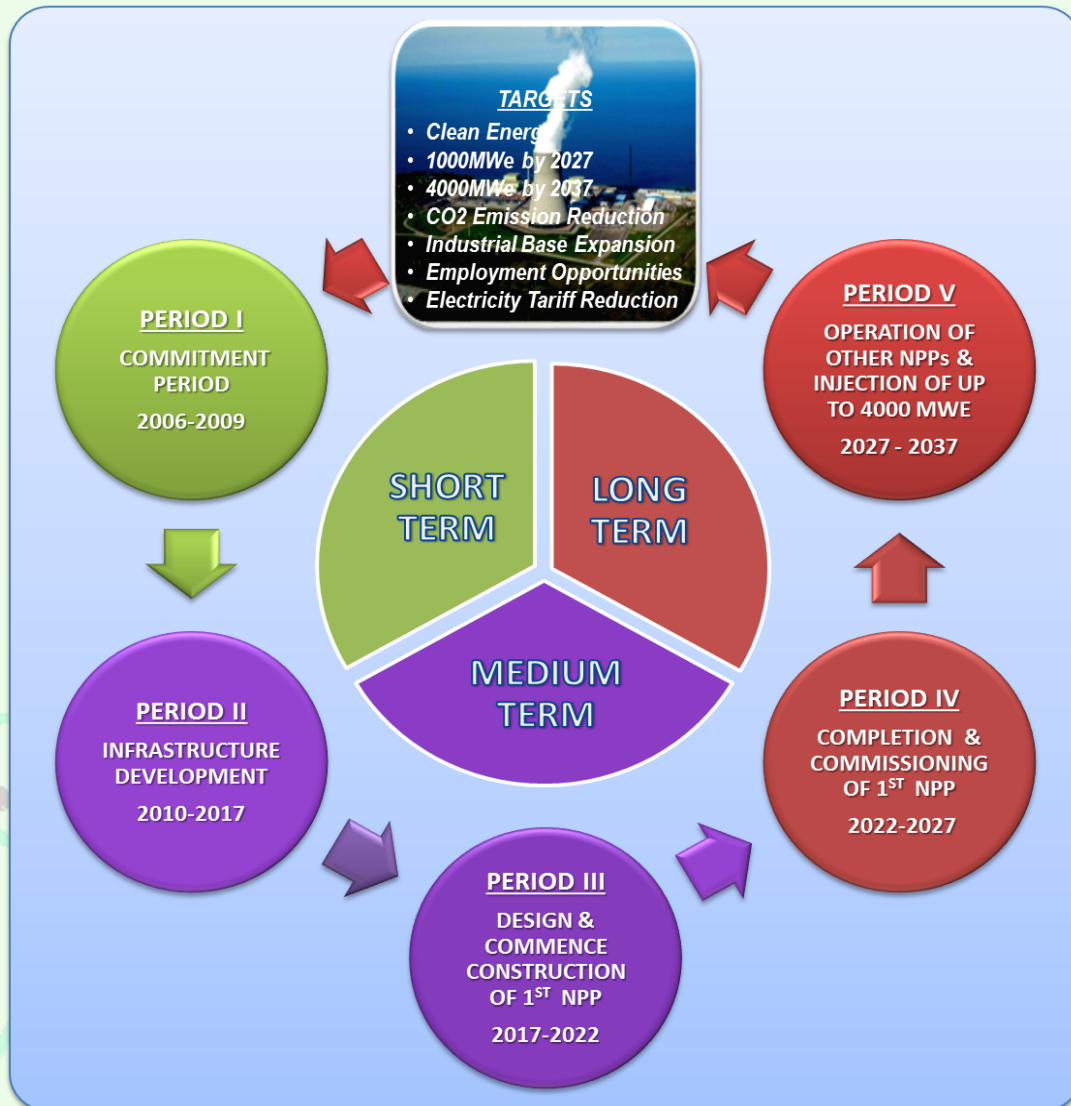 TARGETS
• Clean Energy
• 1000MWe by 2027
• 4000MWe by 2037
• CO2 Emission Reduction
• Industrial Base Expansion
• Employment Opportunities
• Electricity Tariff Reduction
PERIOD I
COMMITMENT
PERIOD
2006-2009
PERIOD II
INFRASTRUCTURE
DEVELOPMENT
2010-2017
PERIOD III
DESIGN &
COMMENCE
CONSTRUCTION
OF 1ST NPP
2017-2022
PERIOD IV
COMPLETION &
COMMISSIONING
OF 1ST NPP
2022-2027
PERIOD V
OPERATION OF
OTHER NPPs &
INJECTION OF UP
TO 4000 MWE
2027 - 2037
SHORT
TERM
MEDIUM
TERM
LONG
TERM